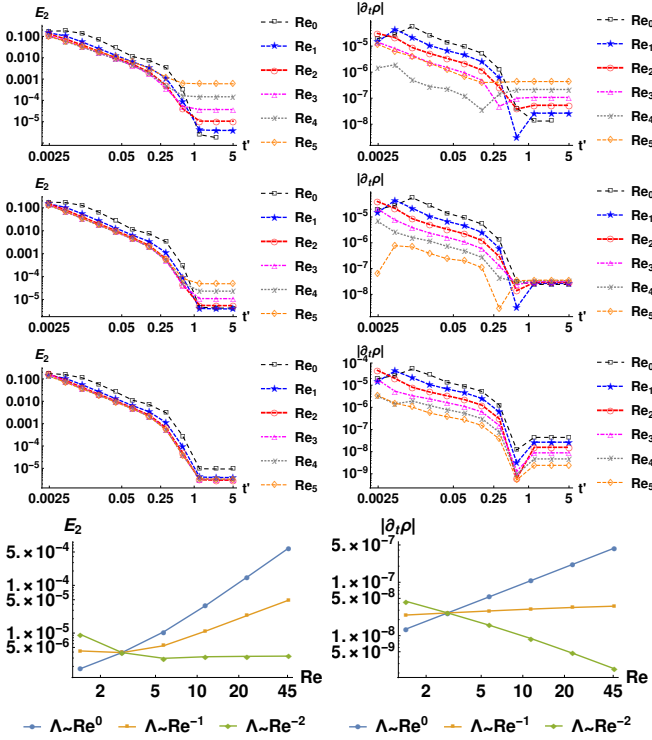 E₂
0.100
0.010
0.001
10⁻⁴
10⁻⁵
0.0025 0.05 0.25 1 5 t'
Re₀
Re₁
Re₂
Re₃
Re₄
Re₅
|∂ₜρ|
10⁻⁵
10⁻⁶
10⁻⁷
10⁻⁸
0.0025 0.05 0.25 1 5 t'
Re₀
Re₁
Re₂
Re₃
Re₄
Re₅
E₂
0.100
0.010
0.001
10⁻⁴
10⁻⁵
0.0025 0.05 0.25 1 5 t'
Re₀
Re₁
Re₂
Re₃
Re₄
Re₅
|∂ₜρ|
10⁻⁵
10⁻⁶
10⁻⁷
10⁻⁸
0.0025 0.05 0.25 1 5 t'
Re₀
Re₁
Re₂
Re₃
Re₄
Re₅
E₂
0.100
0.010
0.001
10⁻⁴
10⁻⁵
0.0025 0.05 0.25 1 5 t'
Re₀
Re₁
Re₂
Re₃
Re₄
Re₅
|∂ₜρ|
10⁻⁴
10⁻⁵
10⁻⁶
10⁻⁷
10⁻⁸
10⁻⁹
0.0025 0.05 0.25 1 5 t'
Re₀
Re₁
Re₂
Re₃
Re₄
Re₅
E₂
5.×10⁻⁴
1.×10⁻⁴
5.×10⁻⁵
1.×10⁻⁵
5.×10⁻⁶
2 5 10 20 45 Re
Λ~Re⁰ Λ~Re⁻¹ Λ~Re⁻²
|∂ₜρ|
5.×10⁻⁷
1.×10⁻⁷
5.×10⁻⁸
1.×10⁻⁸
5.×10⁻⁹
2 5 10 20 45 Re
Λ~Re⁰ Λ~Re⁻¹ Λ~Re⁻²